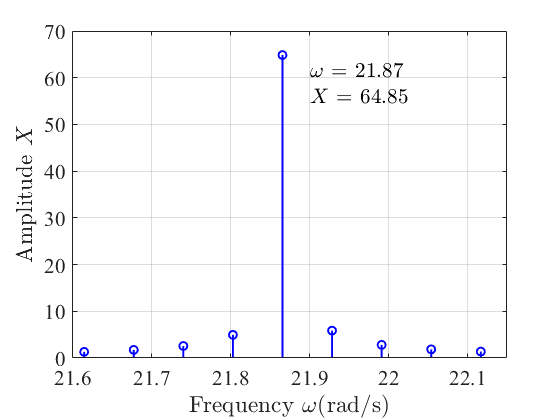 70
60
50
40
30
20
10
0
Amplitude X
ω = 21.87
X = 64.85
21.6 21.7 21.8 21.9 22 22.1
Frequency ω(rad/s)